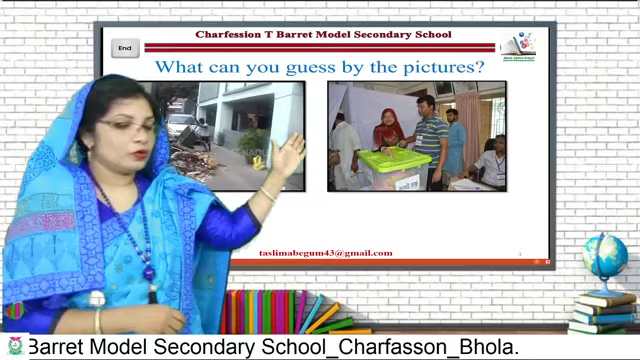 Charfession T Barret Model Secondary School
End
What can you guess by the pictures?
taslimabegum43@gmail.com
Barret Model Secondary School_Charfasson_Bhola.